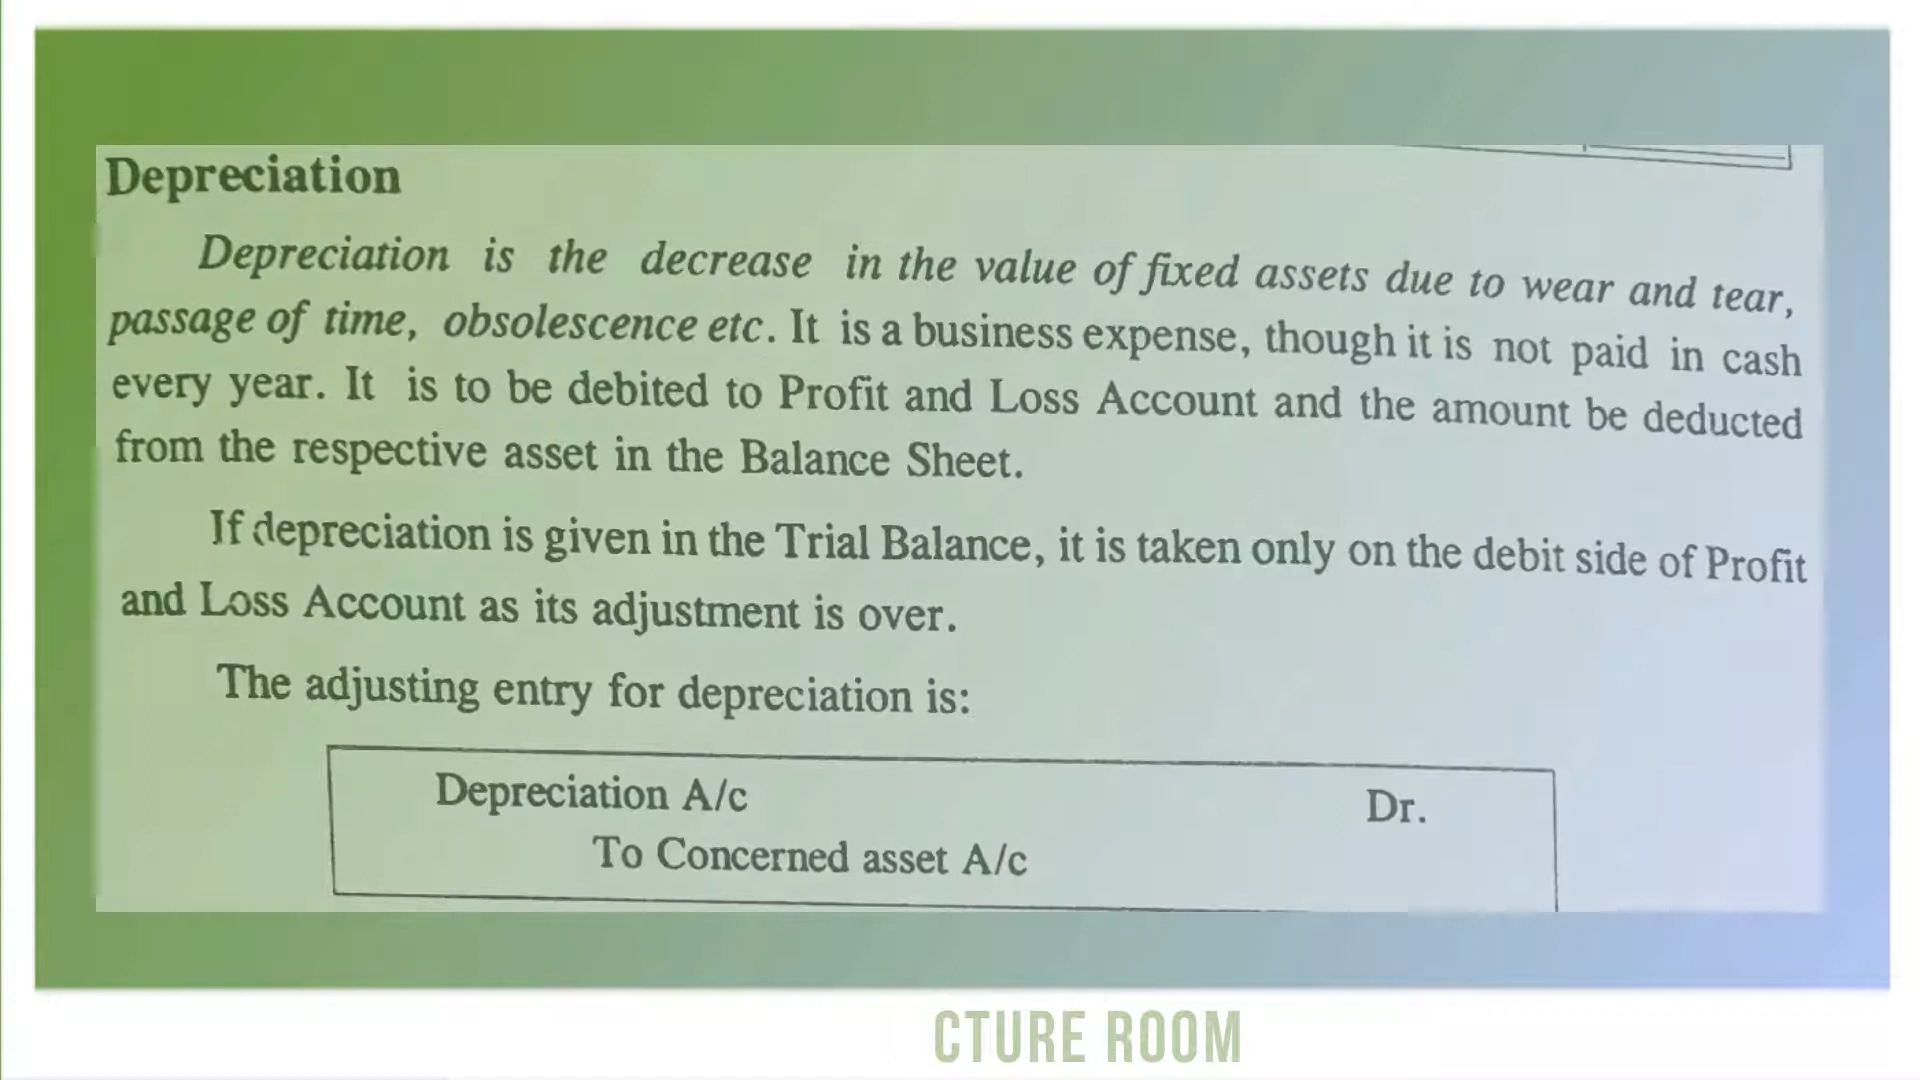 Depreciation
Depreciation is the decrease in the value of fixed assets due to wear and tear,
passage of time, obsolescence etc. It is a business expense, though it is not paid in cash
every year. It is to be debited to Profit and Loss Account and the amount be deducted
from the respective asset in the Balance Sheet.
If depreciation is given in the Trial Balance, it is taken only on the debit side of Profit
and Loss Account as its adjustment is over.
The adjusting entry for depreciation is:
Depreciation A/c Dr.
To Concerned asset A/c
CTURE ROOM